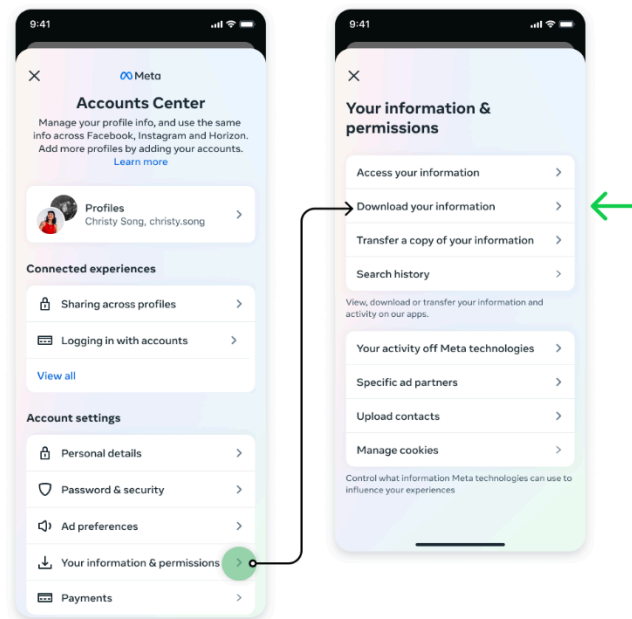 9:41
Meta
Accounts Center
Manage your profile info, and use the same
info across Facebook, Instagram and Horizon.
Add more profiles by adding your accounts.
Learn more
Profiles
Christy Song, christy.song
Connected experiences
Sharing across profiles
Logging in with accounts
View all
Account settings
Personal details
Password & security
Ad preferences
Your information & permissions
Payments
9:41
Your information &
permissions
Access your information
Download your information
Transfer a copy of your information
Search history
View, download or transfer your information and
activity on our apps.
Your activity off Meta technologies
Specific ad partners
Upload contacts
Manage cookies
Control what information Meta technologies can use to
influence your experiences